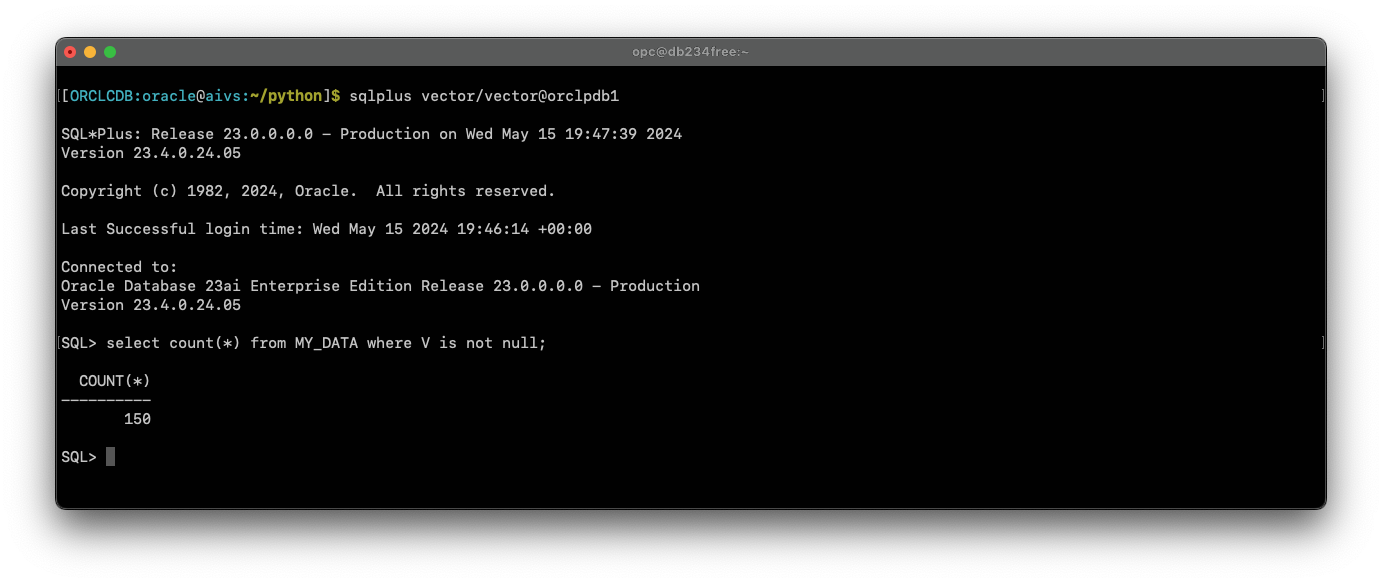 opc@db234free:~
[[ORCLCDB:oracle@aivs:~/python]$ sqlplus vector/vector@orclpdb1 ]
SQL*Plus: Release 23.0.0.0.0 – Production on Wed May 15 19:47:39 2024
Version 23.4.0.24.05
Copyright (c) 1982, 2024, Oracle.  All rights reserved.
Last Successful login time: Wed May 15 2024 19:46:14 +00:00
Connected to:
Oracle Database 23ai Enterprise Edition Release 23.0.0.0.0 – Production
Version 23.4.0.24.05
[SQL> select count(*) from MY_DATA where V is not null; ]
COUNT(*)
----------
150
SQL>